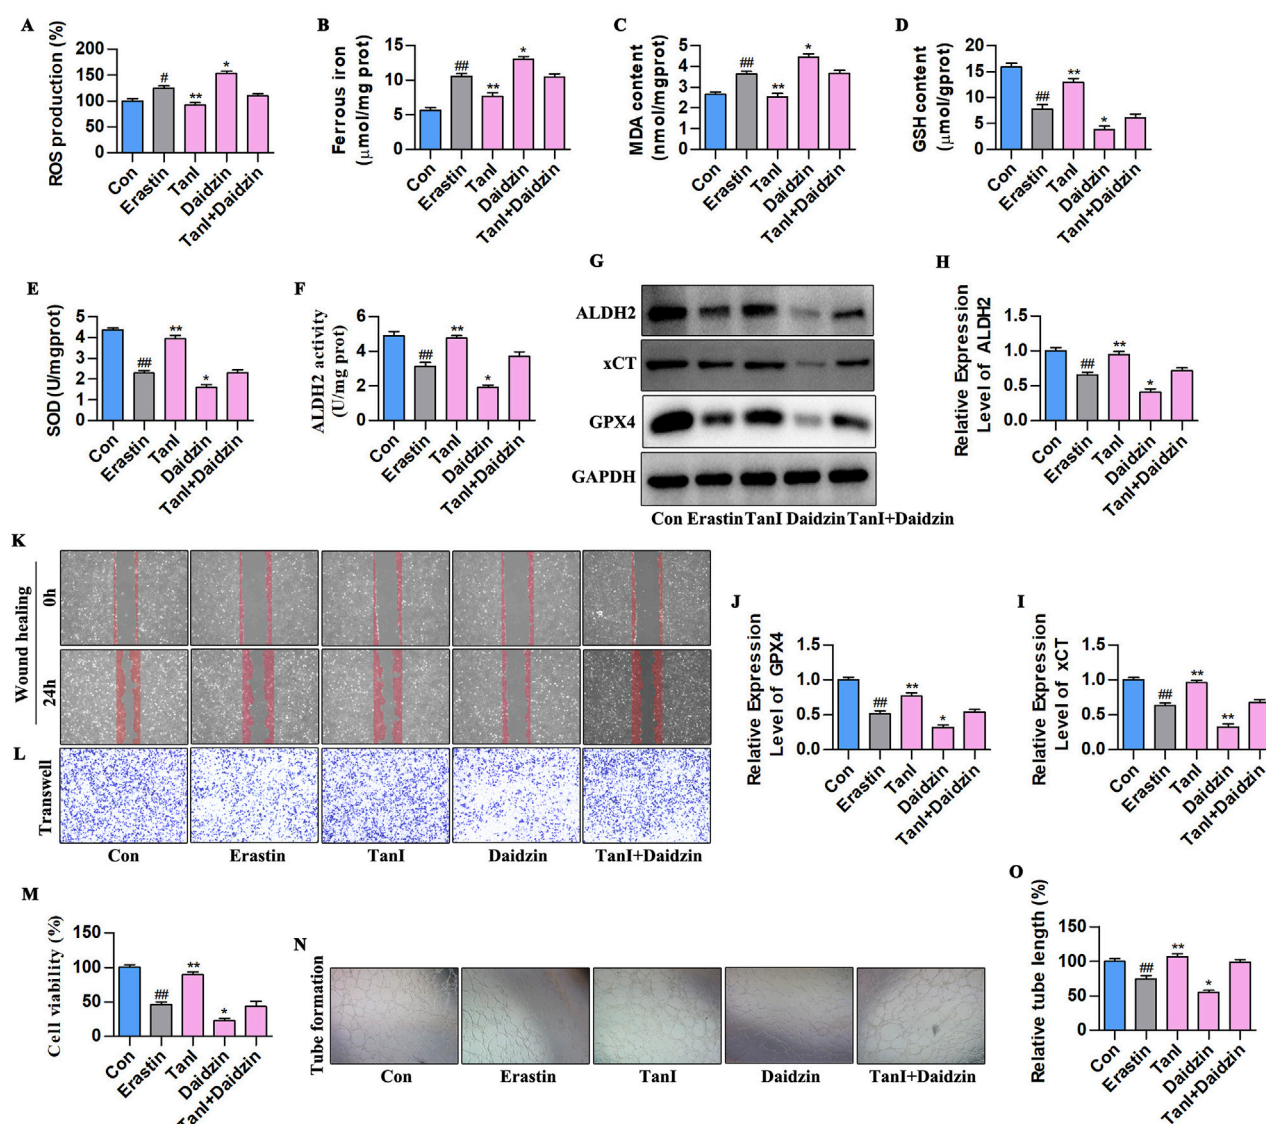 A
ROS production (%)
200
150
100
50
0
#
**
*
Con
Erastin
TanI
Daidzin
TanI+Daidzin
B
Ferrous iron
(μmol/mg prot)
15
10
5
0
##
**
*
Con
Erastin
TanI
Daidzin
TanI+Daidzin
C
MDA content
(nmol/mgprot)
5
4
3
2
1
0
##
**
*
Con
Erastin
TanI
Daidzin
TanI+Daidzin
D
GSH content
(μmol/gprot)
20
15
10
5
0
##
**
*
Con
Erastin
TanI
Daidzin
TanI+Daidzin
E
SOD (U/mgprot)
5
4
3
2
1
0
##
**
*
Con
Erastin
TanI
Daidzin
TanI+Daidzin
F
ALDH2 activity
(U/mg prot)
6
4
2
0
##
**
*
Con
Erastin
TanI
Daidzin
TanI+Daidzin
G
ALDH2
xCT
GPX4
GAPDH
Con Erastin TanI Daidzin TanI+Daidzin
H
Relative Expression
Level of ALDH2
1.5
1.0
0.5
0.0
##
**
*
Con
Erastin
TanI
Daidzin
TanI+Daidzin
K
Wound healing
0h
24h
L
Transwell
Con Erastin TanI Daidzin TanI+Daidzin
J
Relative Expression
Level of GPX4
1.5
1.0
0.5
0.0
##
**
*
Con
Erastin
TanI
Daidzin
TanI+Daidzin
I
Relative Expression
Level of xCT
1.5
1.0
0.5
0.0
##
**
**
Con
Erastin
TanI
Daidzin
TanI+Daidzin
M
Cell viability (%)
150
100
50
0
##
**
*
Con
Erastin
TanI
Daidzin
TanI+Daidzin
N
Tube formation
Con Erastin TanI Daidzin TanI+Daidzin
O
Relative tube length (%)
150
100
50
0
##
**
*
Con
Erastin
TanI
Daidzin
TanI+Daidzin